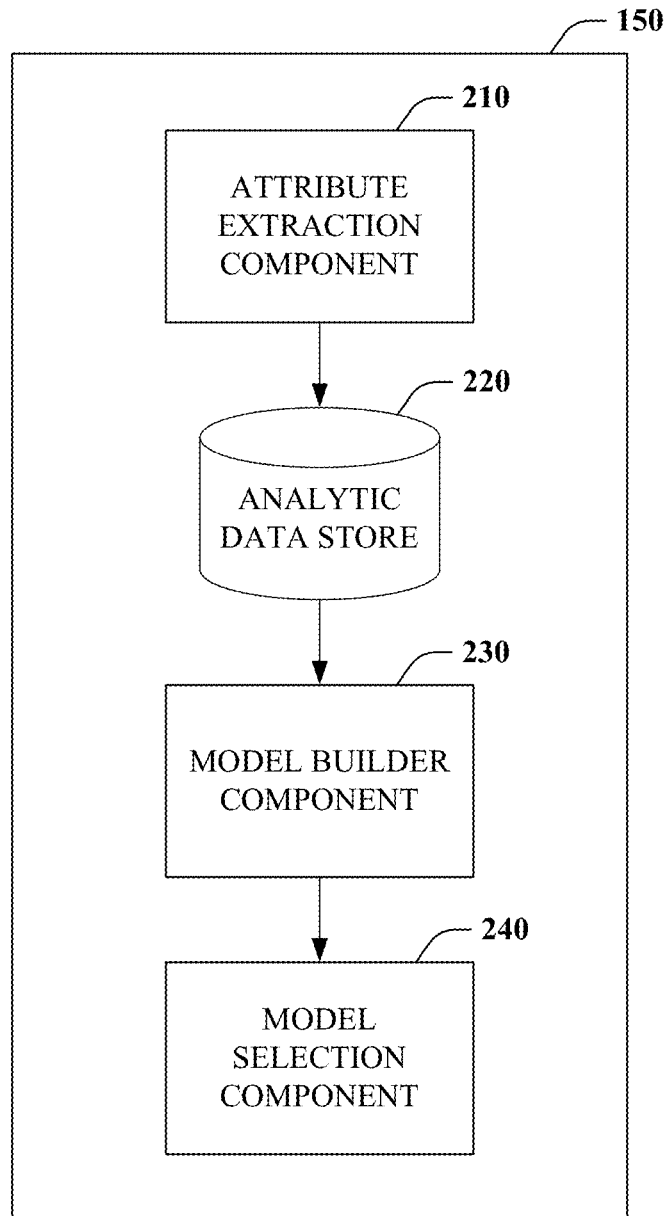 150
210
ATTRIBUTE
EXTRACTION
COMPONENT
220
ANALYTIC
DATA STORE
230
MODEL BUILDER
COMPONENT
240
MODEL
SELECTION
COMPONENT